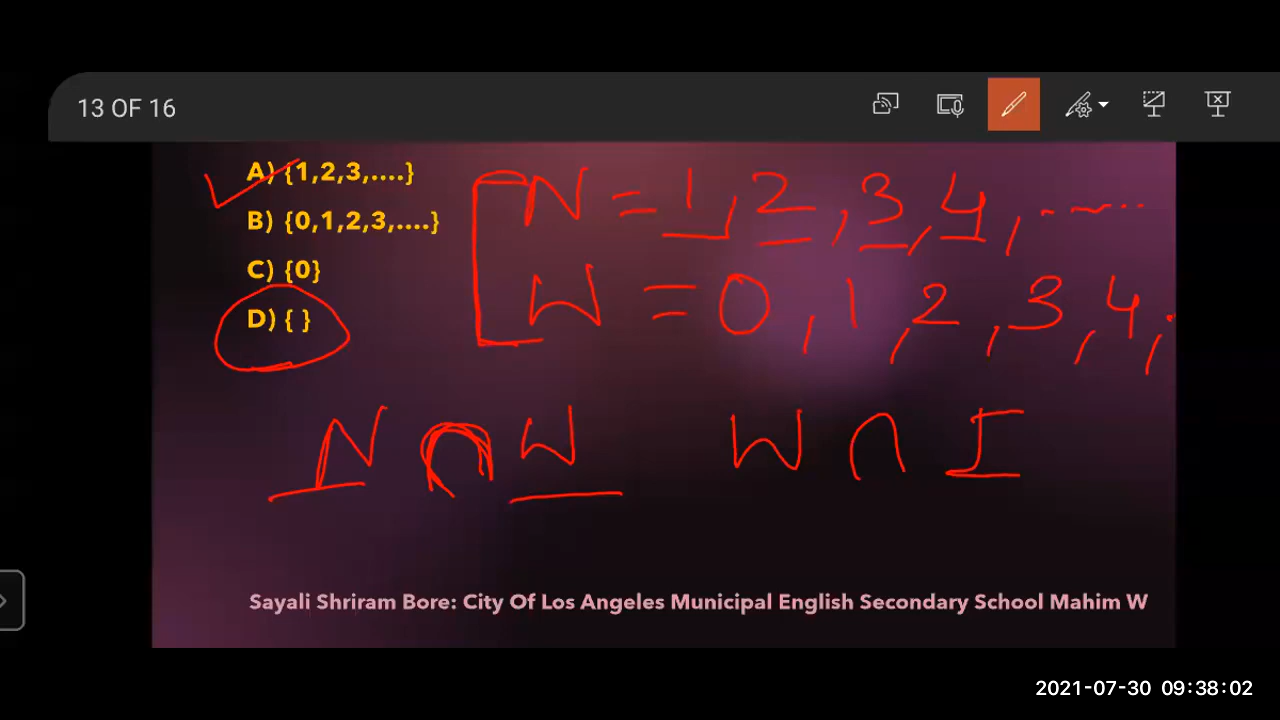 13 OF 16
A) {1,2,3,....}
N = 1, 2, 3, 4, ......
B) {0,1,2,3,....}
C) {0}
W = 0, 1, 2, 3, 4, .
D) { }
N ∩ W W ∩ I
Sayali Shriram Bore: City Of Los Angeles Municipal English Secondary School Mahim W
2021-07-30 09:38:02